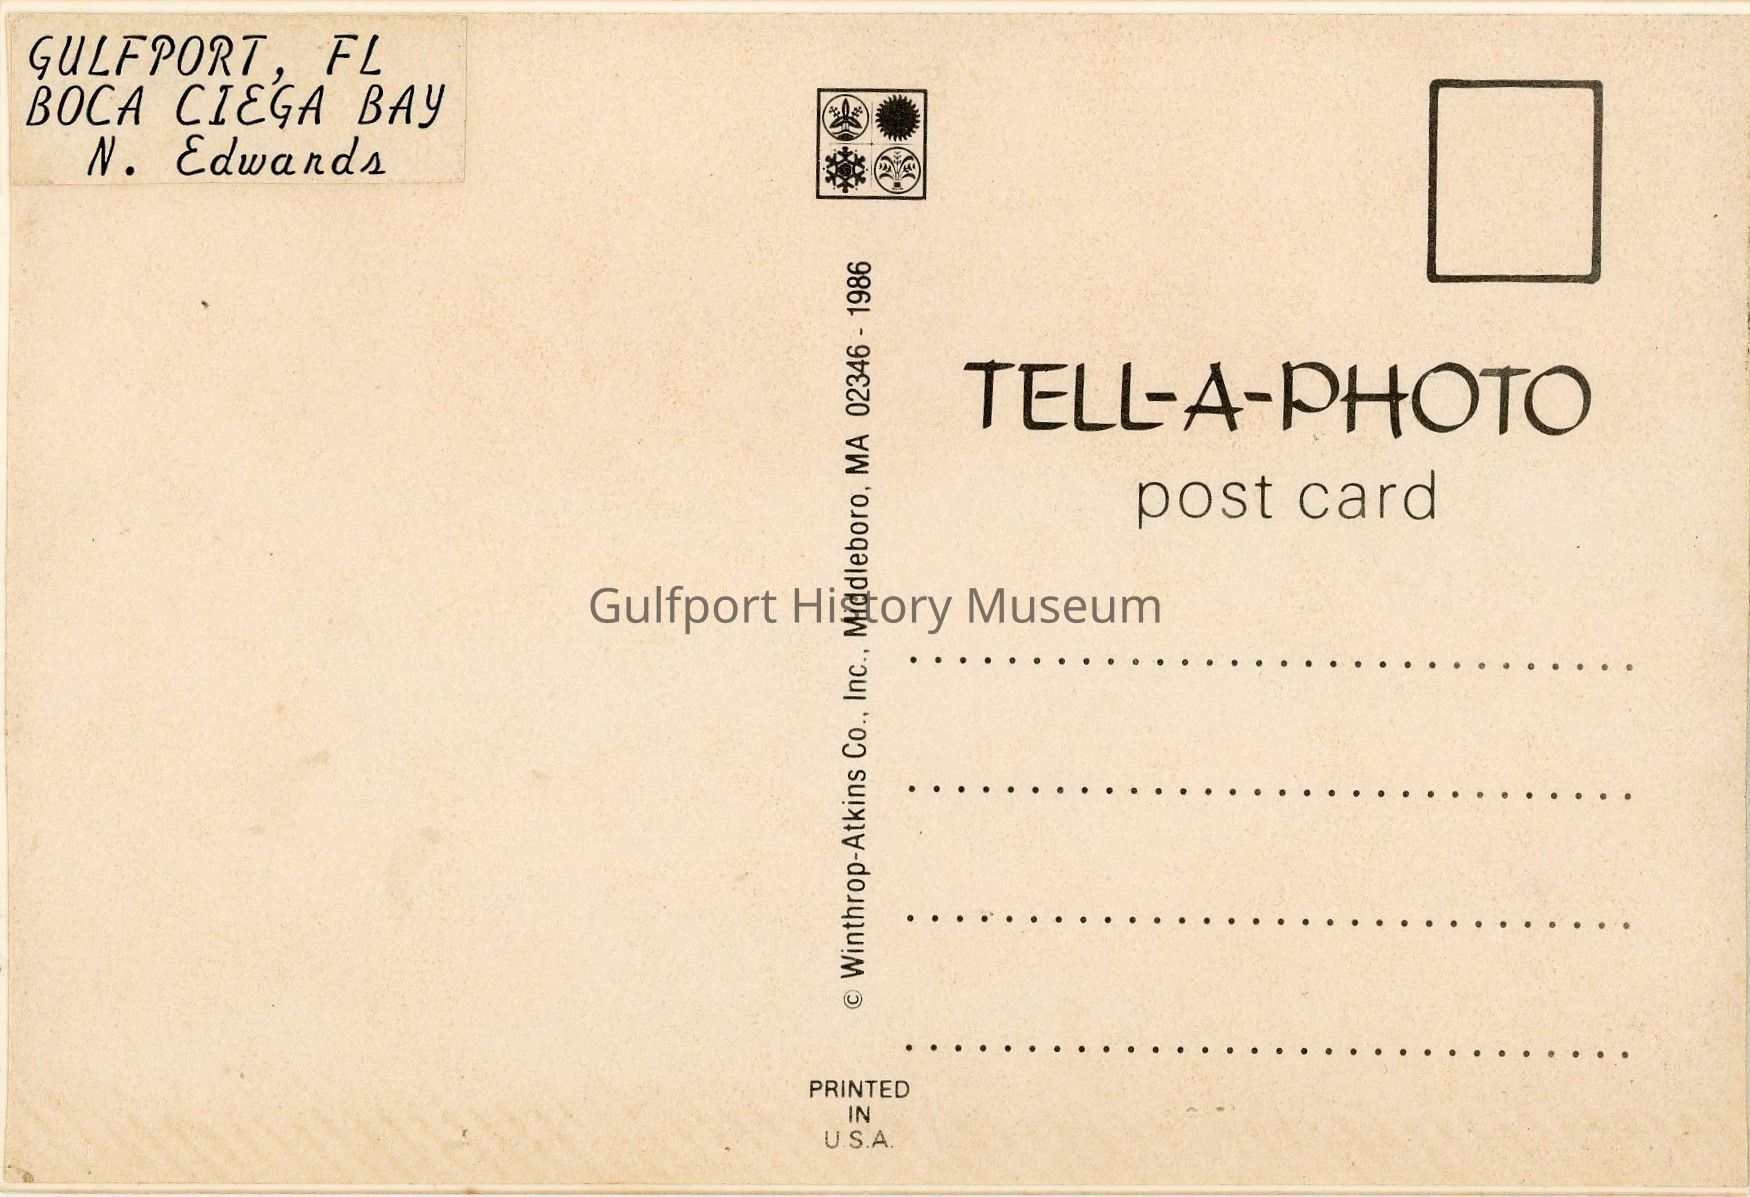 GULFPORT, FL
BOCA CIEGA BAY
N. Edwards
© Winthrop-Atkins Co., Inc., Middleboro, MA 02346 - 1986
TELL-A-PHOTO
post card
Gulfport History Museum
PRINTED
IN
U.S.A.